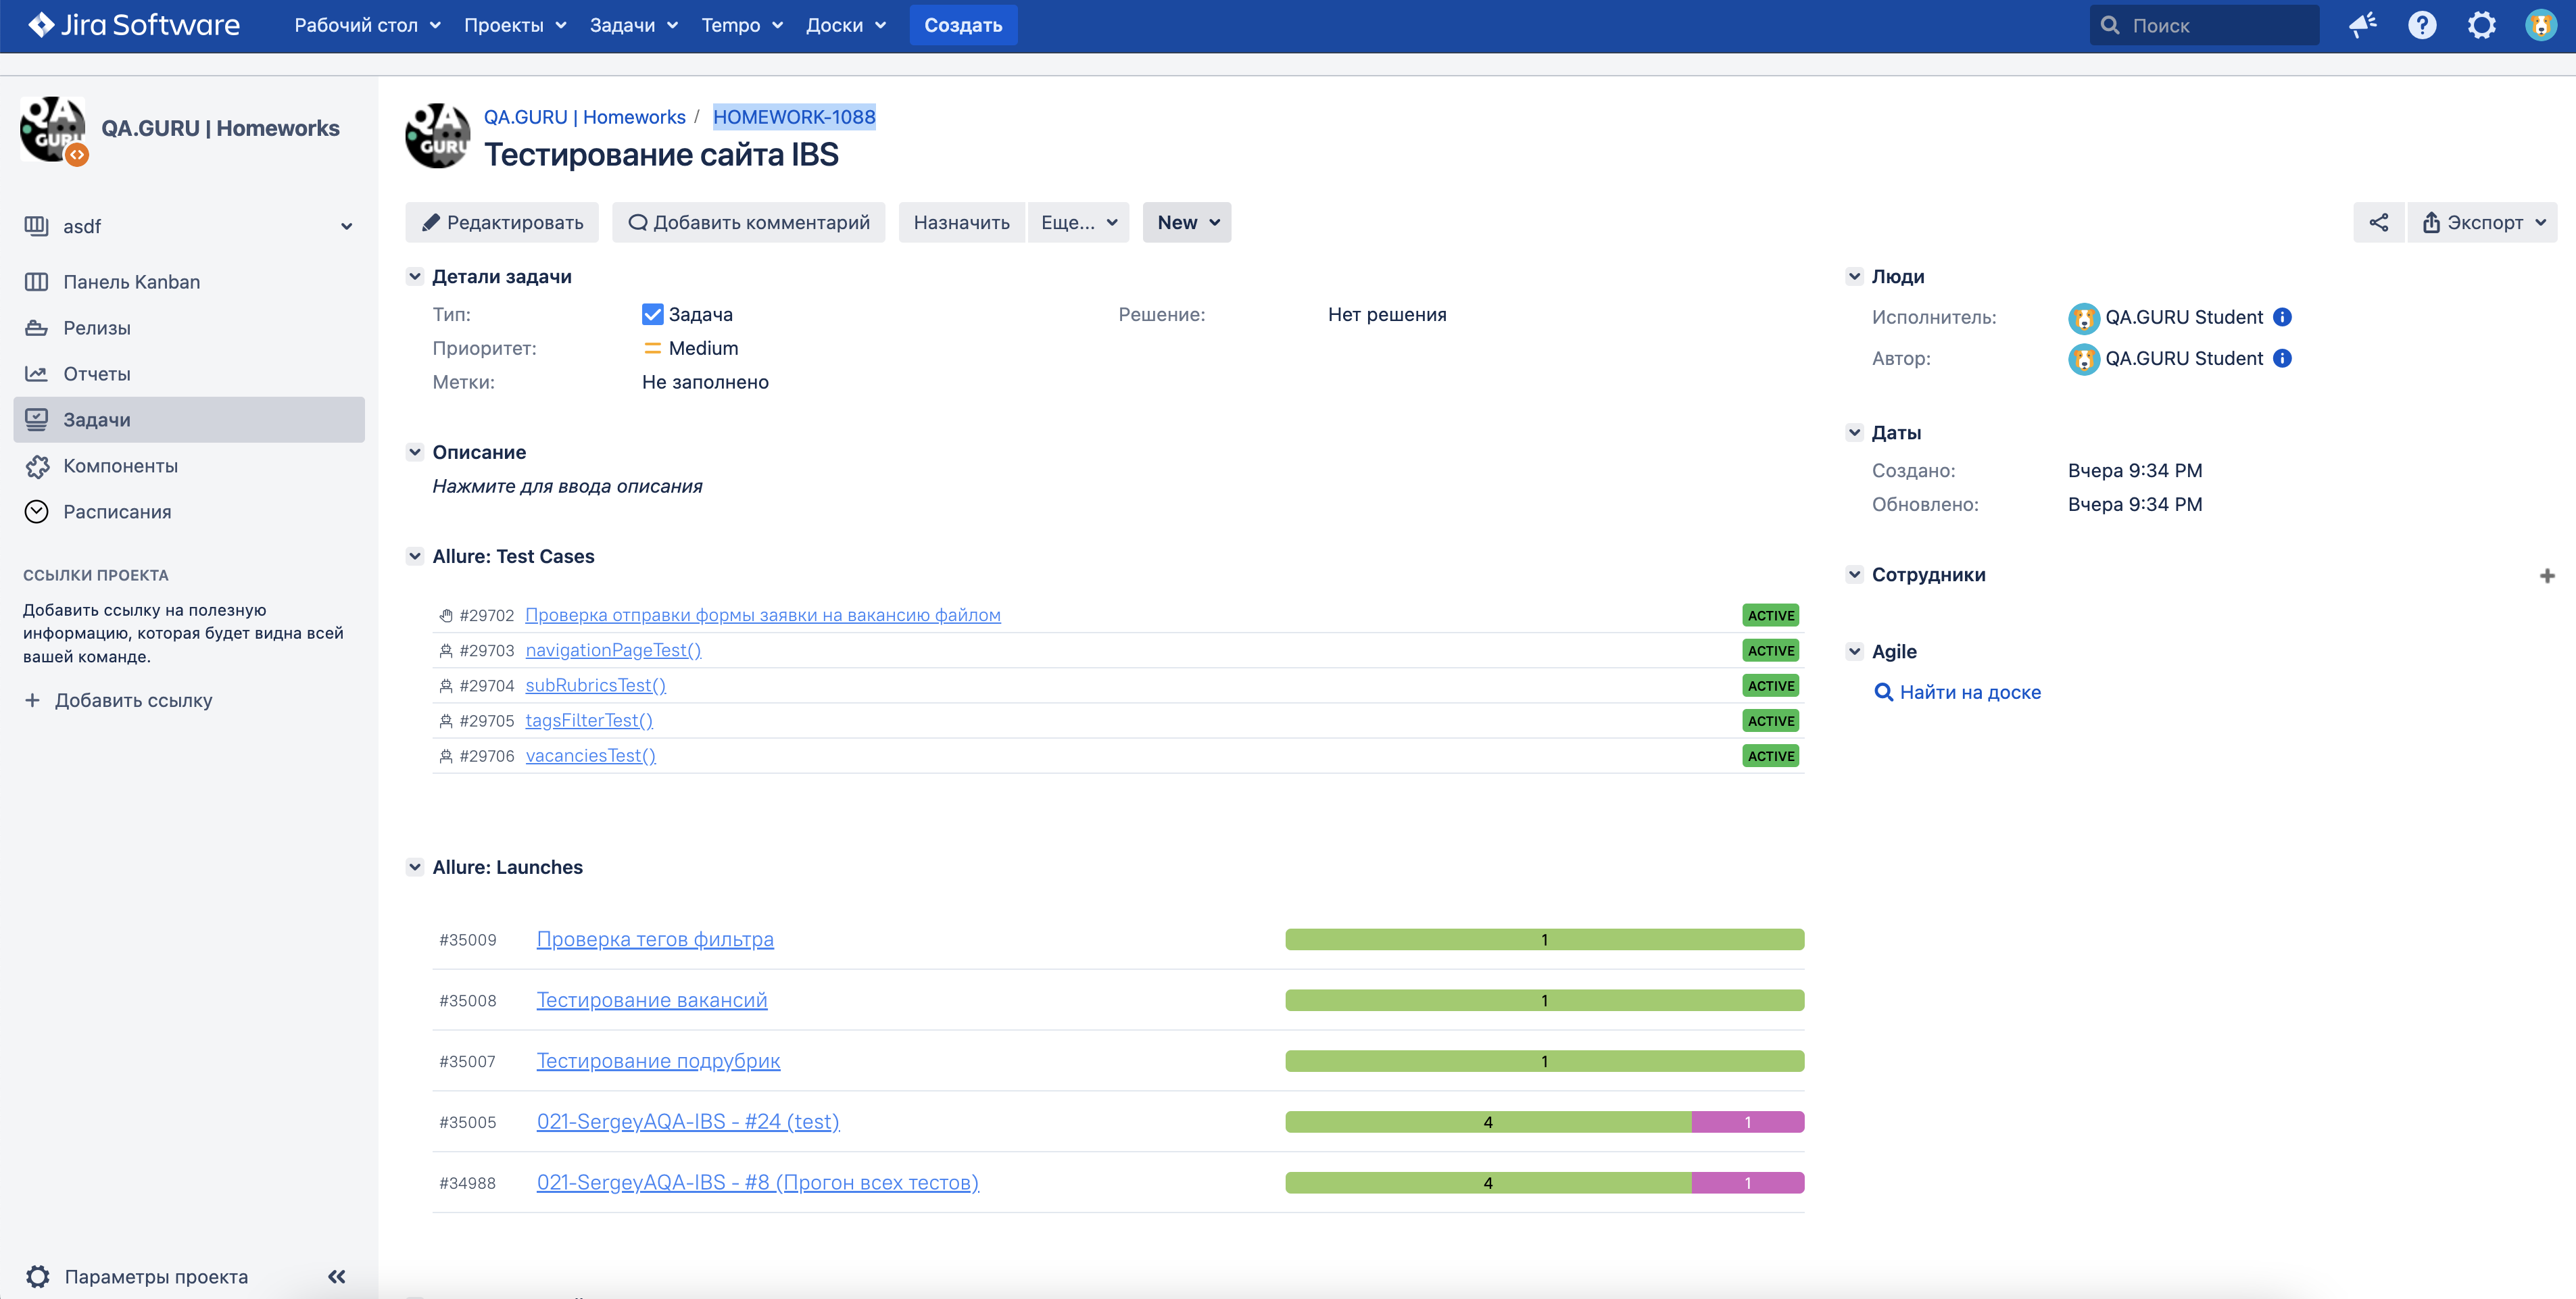 Jira Software Рабочий стол Проекты Задачи Tempo Доски Создать Поиск
QA.GURU | Homeworks
asdf
Панель Kanban
Релизы
Отчеты
Задачи
Компоненты
Расписания
ССЫЛКИ ПРОЕКТА
Добавить ссылку на полезную
информацию, которая будет видна всей
вашей команде.
+ Добавить ссылку
Параметры проекта
QA GURU
QA.GURU | Homeworks / HOMEWORK-1088
Тестирование сайта IBS
Редактировать Добавить комментарий Назначить Еще... New Экспорт
Детали задачи
Тип: Задача Решение: Нет решения
Приоритет: Medium
Метки: Не заполнено
Описание
Нажмите для ввода описания
Allure: Test Cases
#29702 Проверка отправки формы заявки на вакансию файлом ACTIVE
#29703 navigationPageTest() ACTIVE
#29704 subRubricsTest() ACTIVE
#29705 tagsFilterTest() ACTIVE
#29706 vacanciesTest() ACTIVE
Allure: Launches
#35009 Проверка тегов фильтра 1
#35008 Тестирование вакансий 1
#35007 Тестирование подрубрик 1
#35005 021-SergeyAQA-IBS - #24 (test) 4 1
#34988 021-SergeyAQA-IBS - #8 (Прогон всех тестов) 4 1
Люди
Исполнитель: QA.GURU Student
Автор: QA.GURU Student
Даты
Создано: Вчера 9:34 PM
Обновлено: Вчера 9:34 PM
Сотрудники
Agile
Найти на доске